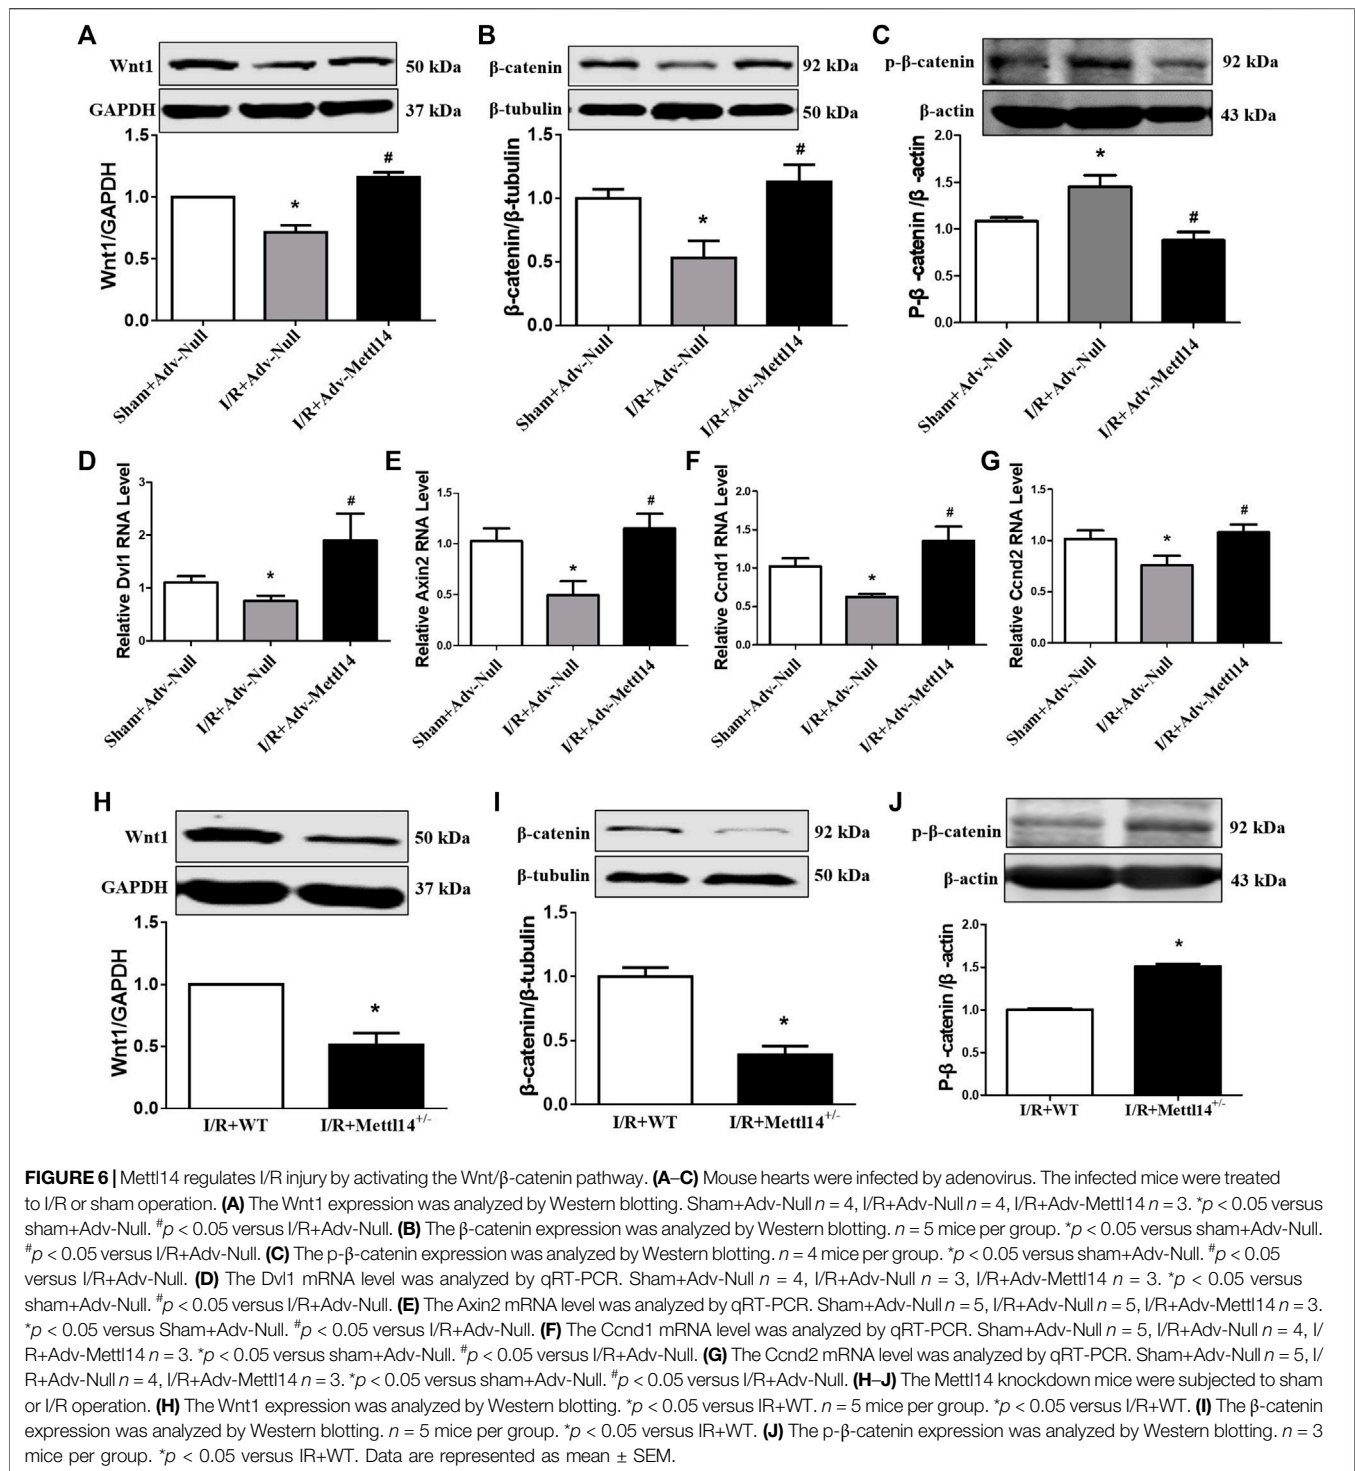 A
Wnt1
50 kDa
GAPDH
37 kDa
1.5
1.0
0.5
0.0
Wnt1/GAPDH
*
#
Sham+Adv-Null
I/R+Adv-Null
I/R+Adv-Mettl14
B
β-catenin
92 kDa
β-tubulin
50 kDa
1.5
1.0
0.5
0.0
β-catenin/β-tubulin
*
#
Sham+Adv-Null
I/R+Adv-Null
I/R+Adv-Mettl14
C
p-β-catenin
92 kDa
β-actin
43 kDa
2.0
1.5
1.0
0.5
0.0
P-β -catenin /β -actin
*
#
Sham+Adv-Null
I/R+Adv-Null
I/R+Adv-Mettl14
D
3
2
1
0
Relative Dvl1 RNA Level
*
#
Sham+Adv-Null
I/R+Adv-Null
I/R+Adv-Mettl14
E
1.5
1.0
0.5
0.0
Relative Axin2 RNA Level
*
#
Sham+Adv-Null
I/R+Adv-Null
I/R+Adv-Mettl14
F
2.0
1.5
1.0
0.5
0.0
Relative Ccnd1 RNA Level
*
#
Sham+Adv-Null
I/R+Adv-Null
I/R+Adv-Mettl14
G
1.5
1.0
0.5
0.0
Relative Ccnd2 RNA Level
*
#
Sham+Adv-Null
I/R+Adv-Null
I/R+Adv-Mettl14
H
Wnt1
50 kDa
GAPDH
37 kDa
1.5
1.0
0.5
0.0
Wnt1/GAPDH
*
I/R+WT
I/R+Mettl14+/-
I
β-catenin
92 kDa
β-tubulin
50 kDa
1.5
1.0
0.5
0.0
β-catenin/β-tubulin
*
I/R+WT
I/R+Mettl14+/-
J
p-β-catenin
92 kDa
β-actin
43 kDa
2.0
1.5
1.0
0.5
0.0
P-β -catenin /β -actin
*
I/R+WT
I/R+Mettl14+/-
FIGURE 6 | Mettl14 regulates I/R injury by activating the Wnt/β-catenin pathway. (A–C) Mouse hearts were infected by adenovirus. The infected mice were treated
to I/R or sham operation. (A) The Wnt1 expression was analyzed by Western blotting. Sham+Adv-Null n = 4, I/R+Adv-Null n = 4, I/R+Adv-Mettl14 n = 3. *p < 0.05 versus
sham+Adv-Null. #p < 0.05 versus I/R+Adv-Null. (B) The β-catenin expression was analyzed by Western blotting. n = 5 mice per group. *p < 0.05 versus sham+Adv-Null.
#p < 0.05 versus I/R+Adv-Null. (C) The p-β-catenin expression was analyzed by Western blotting. n = 4 mice per group. *p < 0.05 versus sham+Adv-Null. #p < 0.05
versus I/R+Adv-Null. (D) The Dvl1 mRNA level was analyzed by qRT-PCR. Sham+Adv-Null n = 4, I/R+Adv-Null n = 3, I/R+Adv-Mettl14 n = 3. *p < 0.05 versus
sham+Adv-Null. #p < 0.05 versus I/R+Adv-Null. (E) The Axin2 mRNA level was analyzed by qRT-PCR. Sham+Adv-Null n = 5, I/R+Adv-Null n = 5, I/R+Adv-Mettl14 n = 3.
*p < 0.05 versus Sham+Adv-Null. #p < 0.05 versus I/R+Adv-Null. (F) The Ccnd1 mRNA level was analyzed by qRT-PCR. Sham+Adv-Null n = 5, I/R+Adv-Null n = 4, I/
R+Adv-Mettl14 n = 3. *p < 0.05 versus sham+Adv-Null. #p < 0.05 versus I/R+Adv-Null. (G) The Ccnd2 mRNA level was analyzed by qRT-PCR. Sham+Adv-Null n = 5, I/
R+Adv-Null n = 4, I/R+Adv-Mettl14 n = 3. *p < 0.05 versus sham+Adv-Null. #p < 0.05 versus I/R+Adv-Null. (H–J) The Mettl14 knockdown mice were subjected to sham
or I/R operation. (H) The Wnt1 expression was analyzed by Western blotting. *p < 0.05 versus IR+WT. n = 5 mice per group. *p < 0.05 versus I/R+WT. (I) The β-catenin
expression was analyzed by Western blotting. n = 5 mice per group. *p < 0.05 versus IR+WT. (J) The p-β-catenin expression was analyzed by Western blotting. n = 3
mice per group. *p < 0.05 versus IR+WT. Data are represented as mean ± SEM.